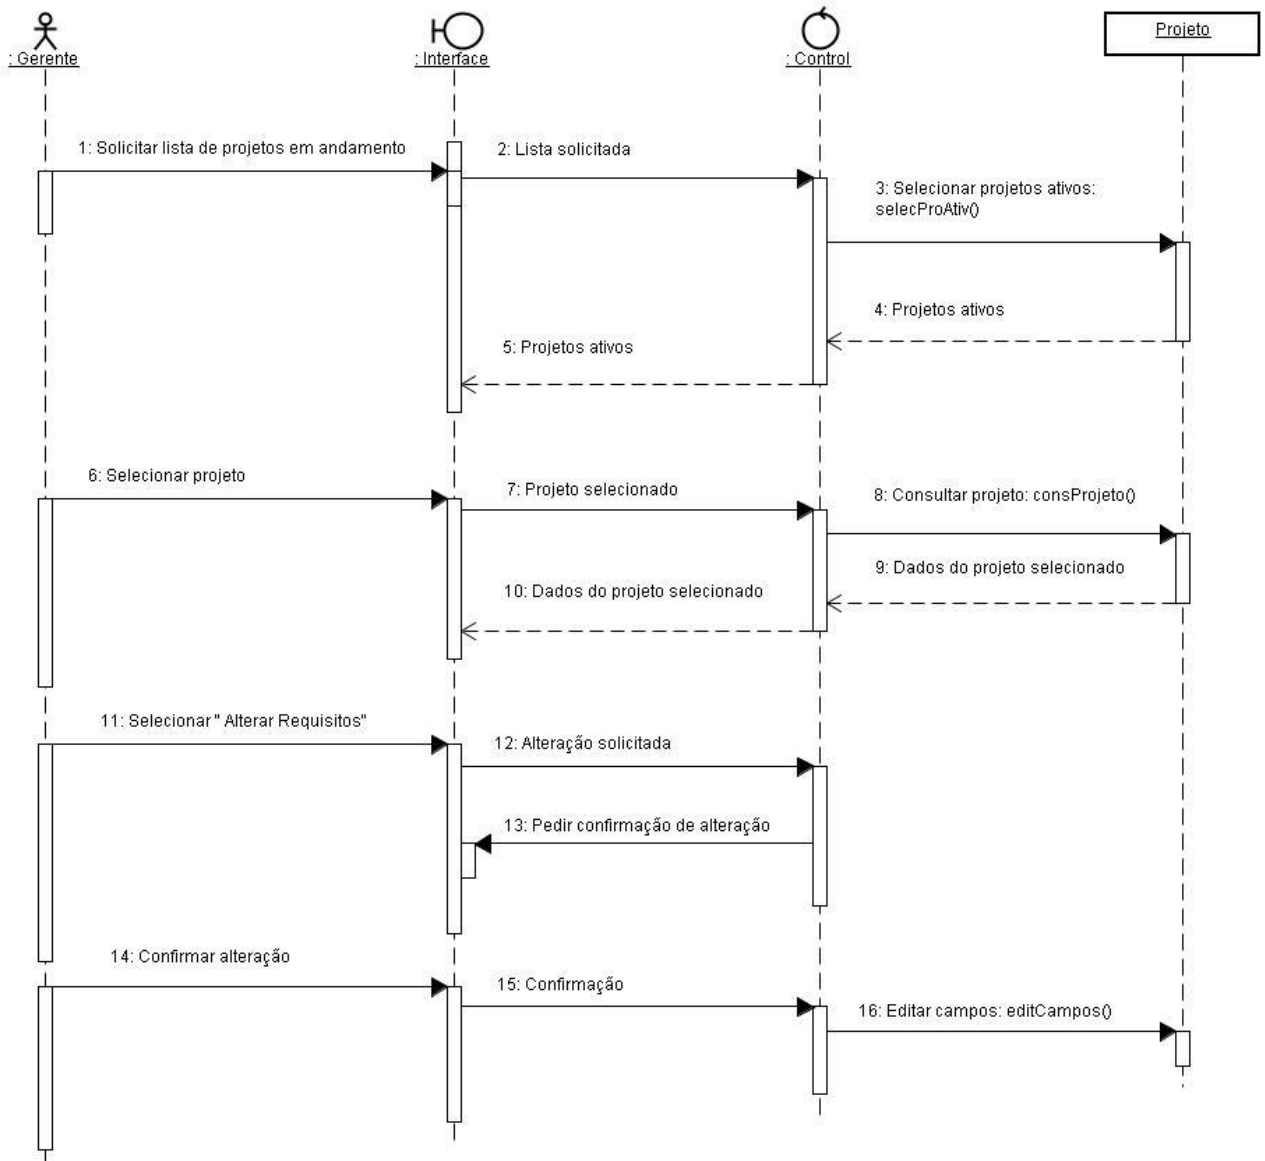 : Gerente
: Interface
: Control
Projeto
1: Solicitar lista de projetos em andamento
2: Lista solicitada
3: Selecionar projetos ativos:
selecProAtiv()
4: Projetos ativos
5: Projetos ativos
6: Selecionar projeto
7: Projeto selecionado
8: Consultar projeto: consProjeto()
9: Dados do projeto selecionado
10: Dados do projeto selecionado
11: Selecionar " Alterar Requisitos"
12: Alteração solicitada
13: Pedir confirmação de alteração
14: Confirmar alteração
15: Confirmação
16: Editar campos: editCampos()